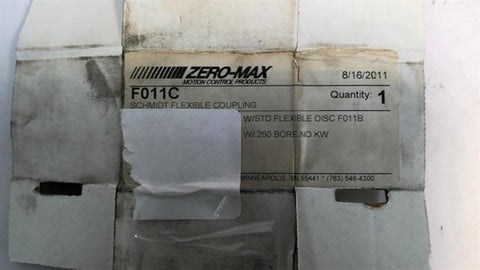 ZERO-MAX
MOTION CONTROL PRODUCTS
8/16/2011
F011C
Quantity: 1
SCHMIDT FLEXIBLE COUPLING
W/STD FLEXIBLE DISC F011B
W/.250 BORE NO KW
MINNEAPOLIS, MN 55441 * (763) 546-4300